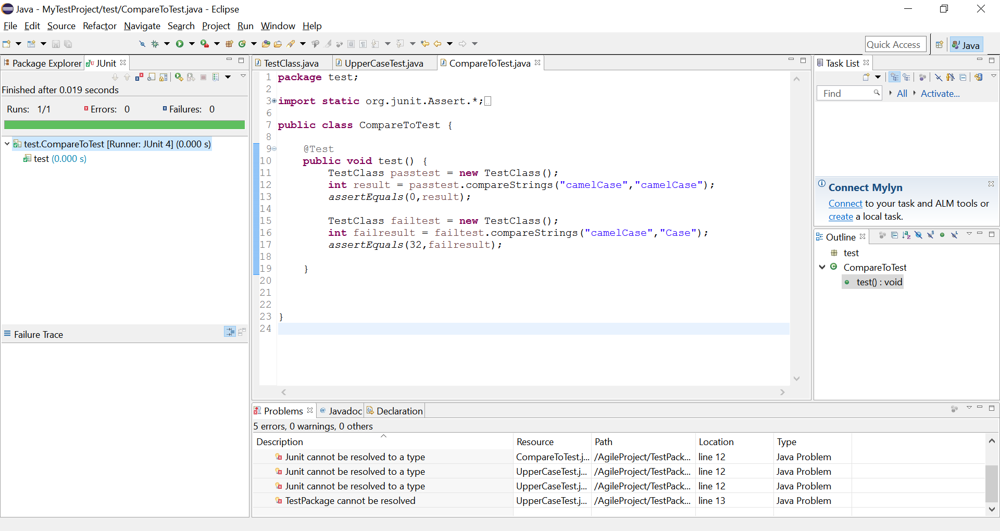 Java - MyTestProject/test/CompareToTest.java - Eclipse
File Edit Source Refactor Navigate Search Project Run Window Help
Quick Access Java
Package Explorer JUnit
Finished after 0.019 seconds
Runs: 1/1 Errors: 0 Failures: 0
test.CompareToTest [Runner: JUnit 4] (0.000 s)
test (0.000 s)
Failure Trace
TestClass.java UpperCaseTest.java CompareToTest.java
1 package test;
2
3 import static org.junit.Assert.*;
6
7 public class CompareToTest {
8
9 @Test
10 public void test() {
11 TestClass passtest = new TestClass();
12 int result = passtest.compareStrings("camelCase","camelCase");
13 assertEquals(0,result);
14
15 TestClass failtest = new TestClass();
16 int failresult = failtest.compareStrings("camelCase","Case");
17 assertEquals(32,failresult);
18
19 }
20
21
22
23 }
24
Task List
Find All Activate...
Connect Mylyn
Connect to your task and ALM tools or
create a local task.
Outline
test
CompareToTest
test() : void
Problems @ Javadoc Declaration
5 errors, 0 warnings, 0 others
Description Resource Path Location Type
Junit cannot be resolved to a type CompareToTest.j... /AgileProject/TestPack... line 12 Java Problem
Junit cannot be resolved to a type UpperCaseTest.j... /AgileProject/TestPack... line 12 Java Problem
Junit cannot be resolved to a type UpperCaseTest.j... /AgileProject/TestPack... line 12 Java Problem
TestPackage cannot be resolved UpperCaseTest.j... /AgileProject/TestPack... line 13 Java Problem